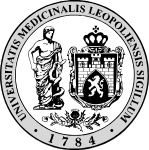 UNIVERSITATIS MEDICINALIS LEOPOLIENSIS SIGILLUM
• 1784 •